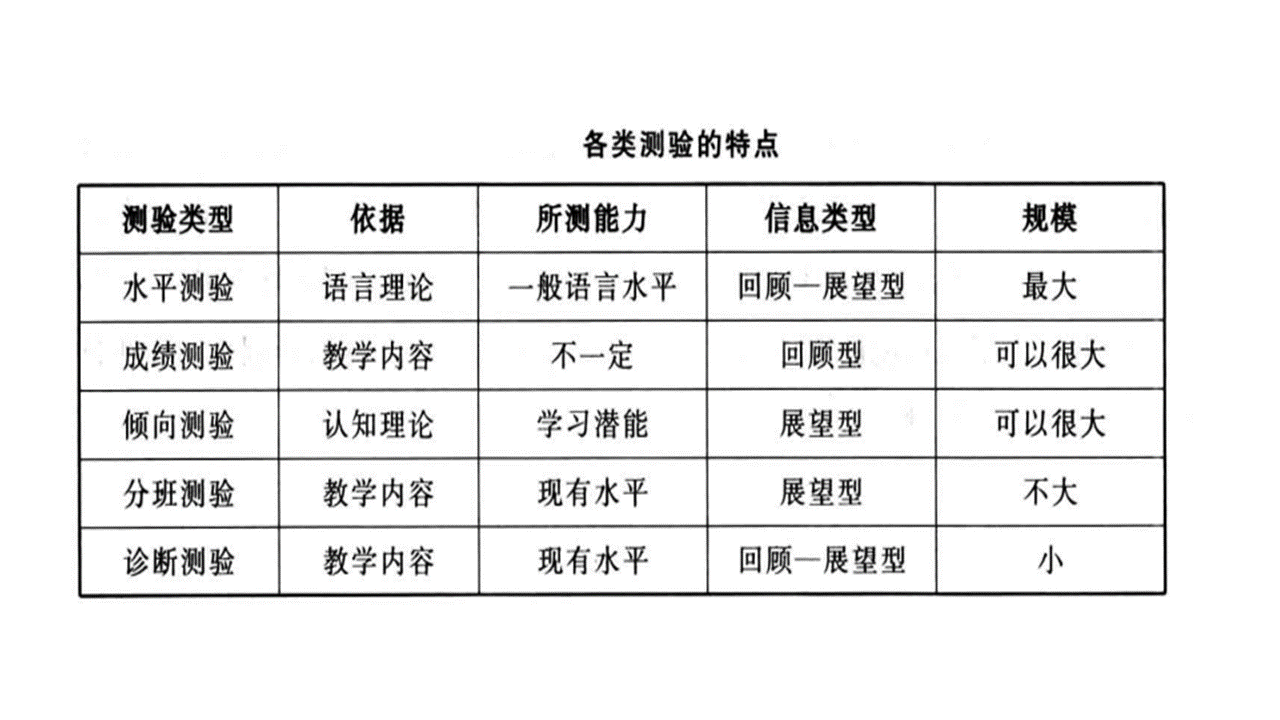 各类测验的特点
测验类型 依据 所测能力 信息类型 规模
水平测验 语言理论 一般语言水平 回顾—展望型 最大
成绩测验 教学内容 不一定 回顾型 可以很大
倾向测验 认知理论 学习潜能 展望型 可以很大
分班测验 教学内容 现有水平 展望型 不大
诊断测验 教学内容 现有水平 回顾—展望型 小